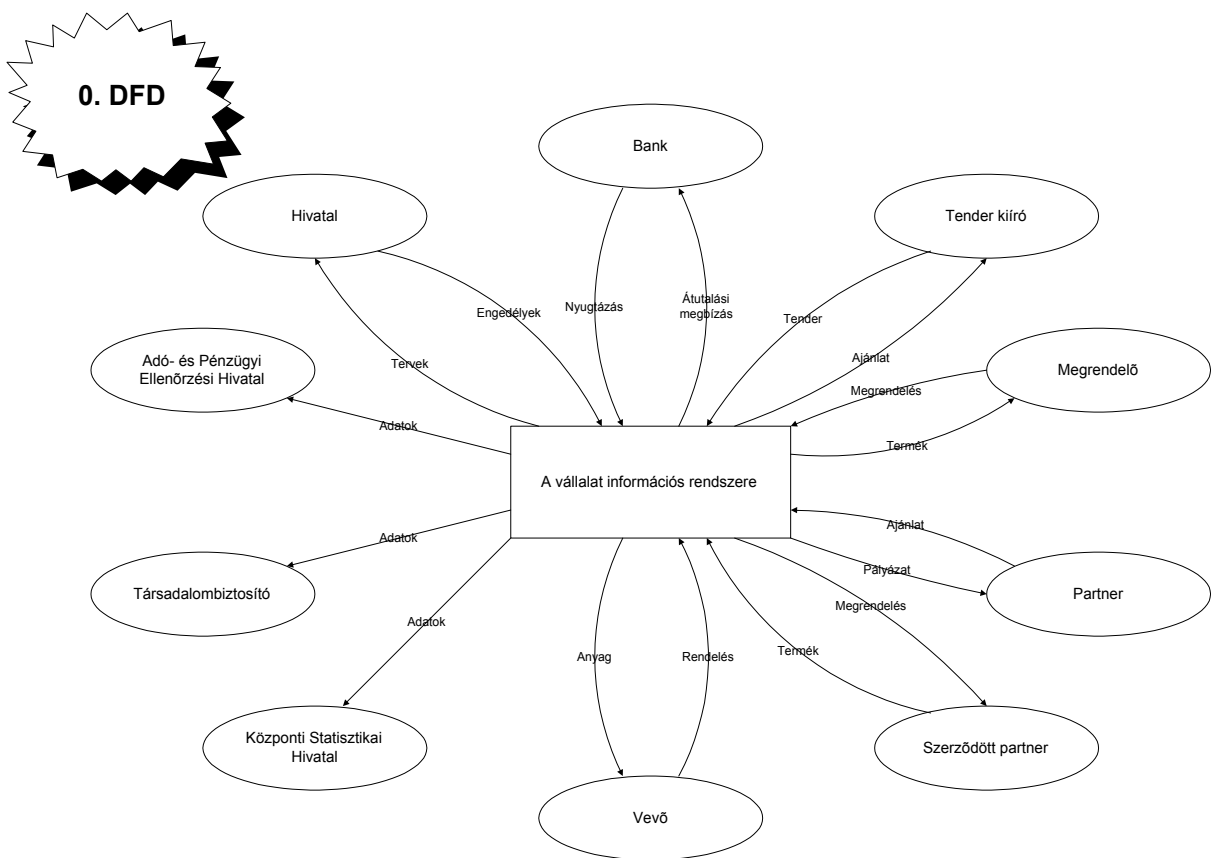 0. DFD
Bank
Hivatal
Tender kiíró
Engedélyek
Nyugtázás
Átutalási
megbízás
Tender
Adó- és Pénzügyi
Ellenõrzési Hivatal
Tervek
Ajánlat
Megrendelõ
Megrendelés
Adatok
Termék
A vállalat információs rendszere
Ajánlat
Adatok
Pályázat
Társadalombiztosító
Partner
Megrendelés
Adatok
Anyag
Rendelés
Termék
Központi Statisztikai
Hivatal
Szerzõdött partner
Vevõ